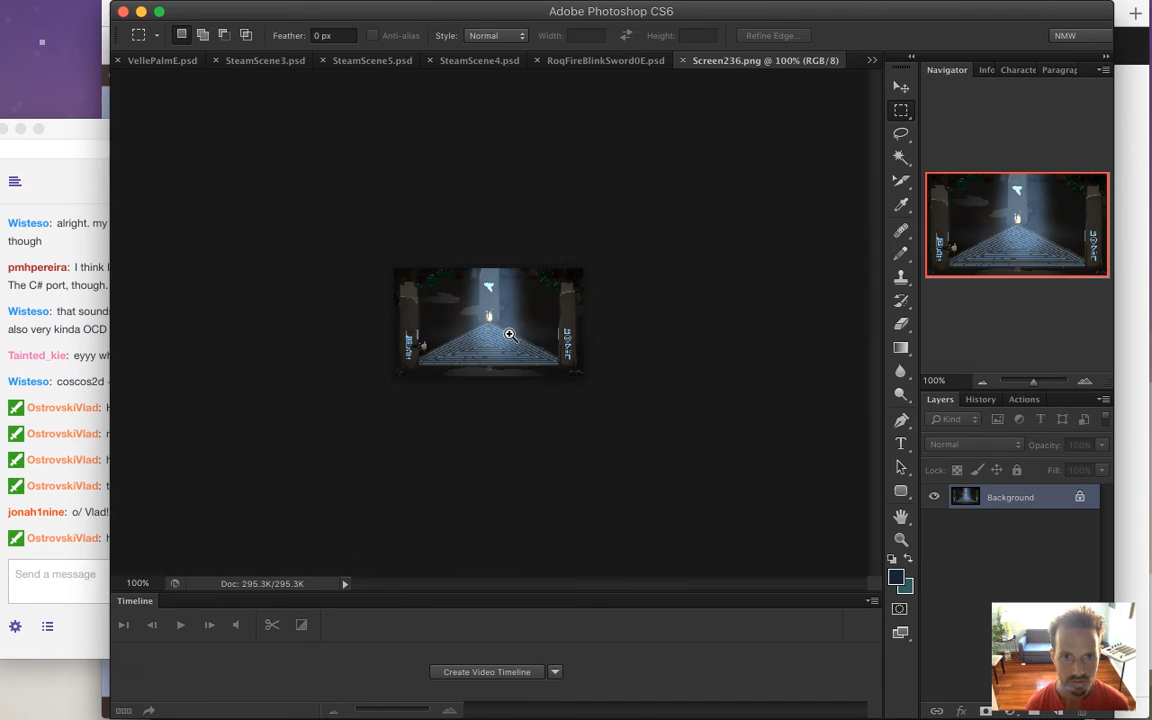 Adobe Photoshop CS6
Feather: 0 px
Anti-alias
Style: Normal
Width:
Height:
Refine Edge...
NMW
VellePalmE.psd
SteamScene3.psd
SteamScene5.psd
SteamScene4.psd
RoqFireBlinkSword0E.psd
Screen236.png @ 100% (RGB/8)
Navigator
Info
Characte
Paragrap
Wisteso: alright. my
though
pmhpereira: I think I
The C# port, though.
Wisteso: that sound
also very kinda OCD
Tainted_kie: eyyy wh
Wisteso: coscos2d -
OstrovskiVlad: h
OstrovskiVlad:
OstrovskiVlad: h
OstrovskiVlad: t
jonah1nine: o/ Vlad!
OstrovskiVlad: h
Send a message
100%
Layers
History
Actions
Kind
Normal
Opacity: 100%
Lock:
Fill: 100%
Background
100%
Doc: 295.3K/295.3K
Timeline
Create Video Timeline